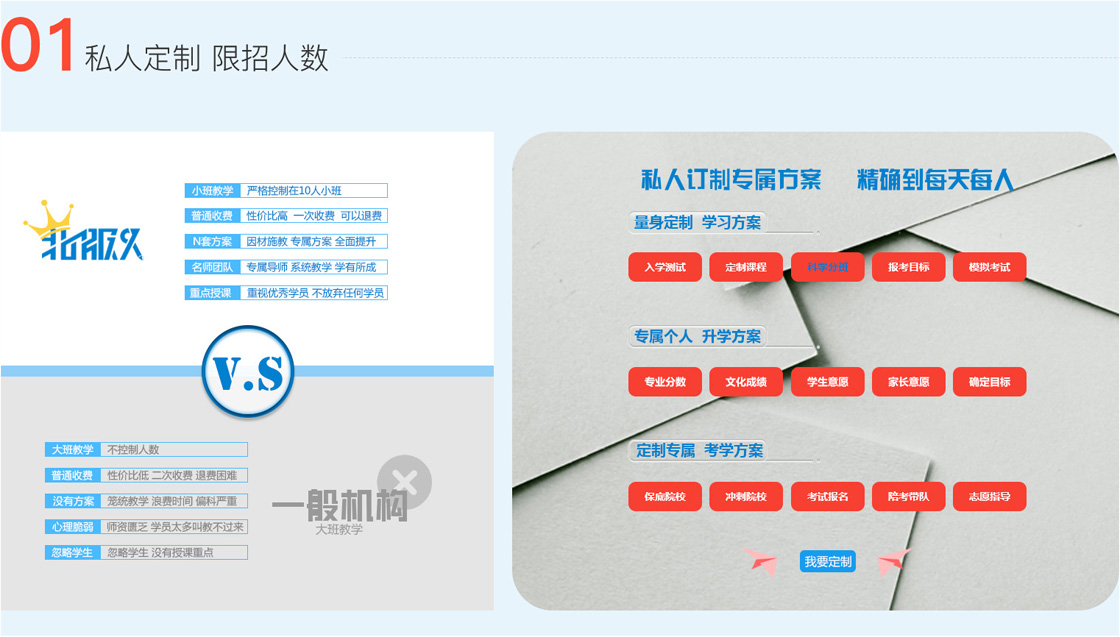 01 私人定制 限招人数
小班教学 严格控制在10人小班
普通收费 性价比高 一次收费 可以退费
N套方案 因材施教 专属方案 全面提升
名师团队 专属导师 系统教学 学有所成
重点授课 重视优秀学员 不放弃任何学员
V.S
大班教学 不控制人数
普通收费 性价比低 二次收费 退费困难
没有方案 笼统教学 浪费时间 偏科严重
心理脆弱 师资匮乏 学员太多叫教不过来
忽略学生 忽略学生 没有授课重点
一般机构
大班教学
私人订制专属方案 精确到每天每人
量身定制 学习方案
入学测试 定制课程 科学分班 报考目标 模拟考试
专属个人 升学方案
专业分数 文化成绩 学生意愿 家长意愿 确定目标
定制专属 考学方案
保底院校 冲刺院校 考试报名 陪考带队 志愿指导
我要定制